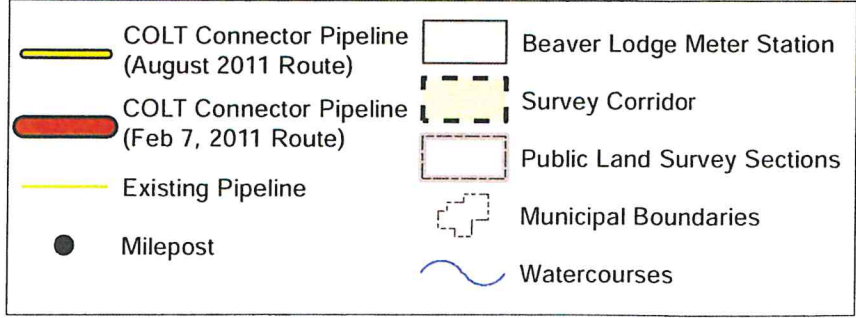 COLT Connector Pipeline
(August 2011 Route)
COLT Connector Pipeline
(Feb 7, 2011 Route)
Existing Pipeline
Milepost
Beaver Lodge Meter Station
Survey Corridor
Public Land Survey Sections
Municipal Boundaries
Watercourses